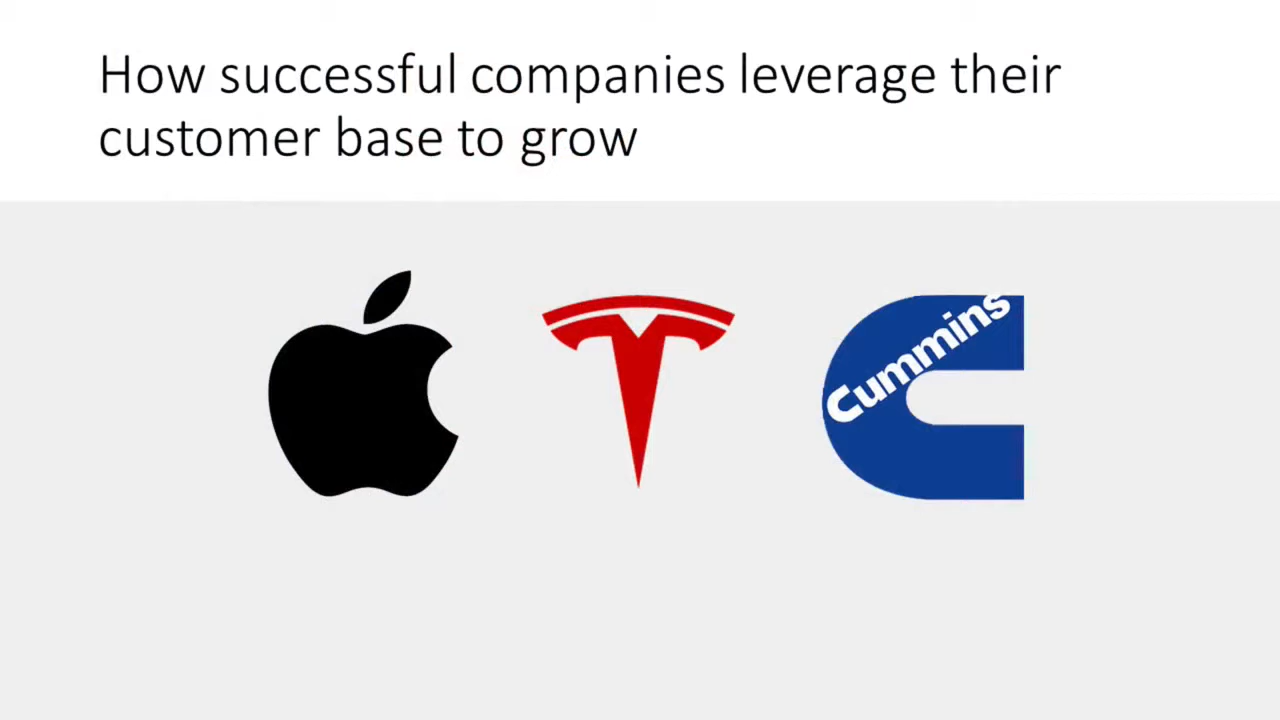 How successful companies leverage their
customer base to grow
Cummins